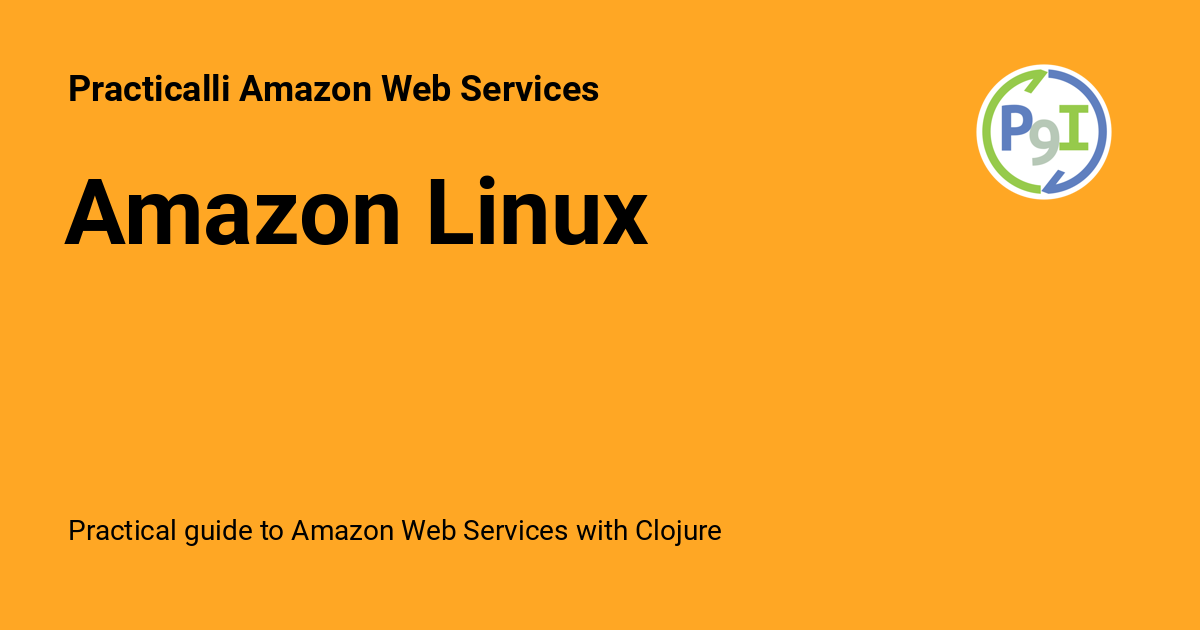 Practicalli Amazon Web Services
P9I
Amazon Linux
Practical guide to Amazon Web Services with Clojure